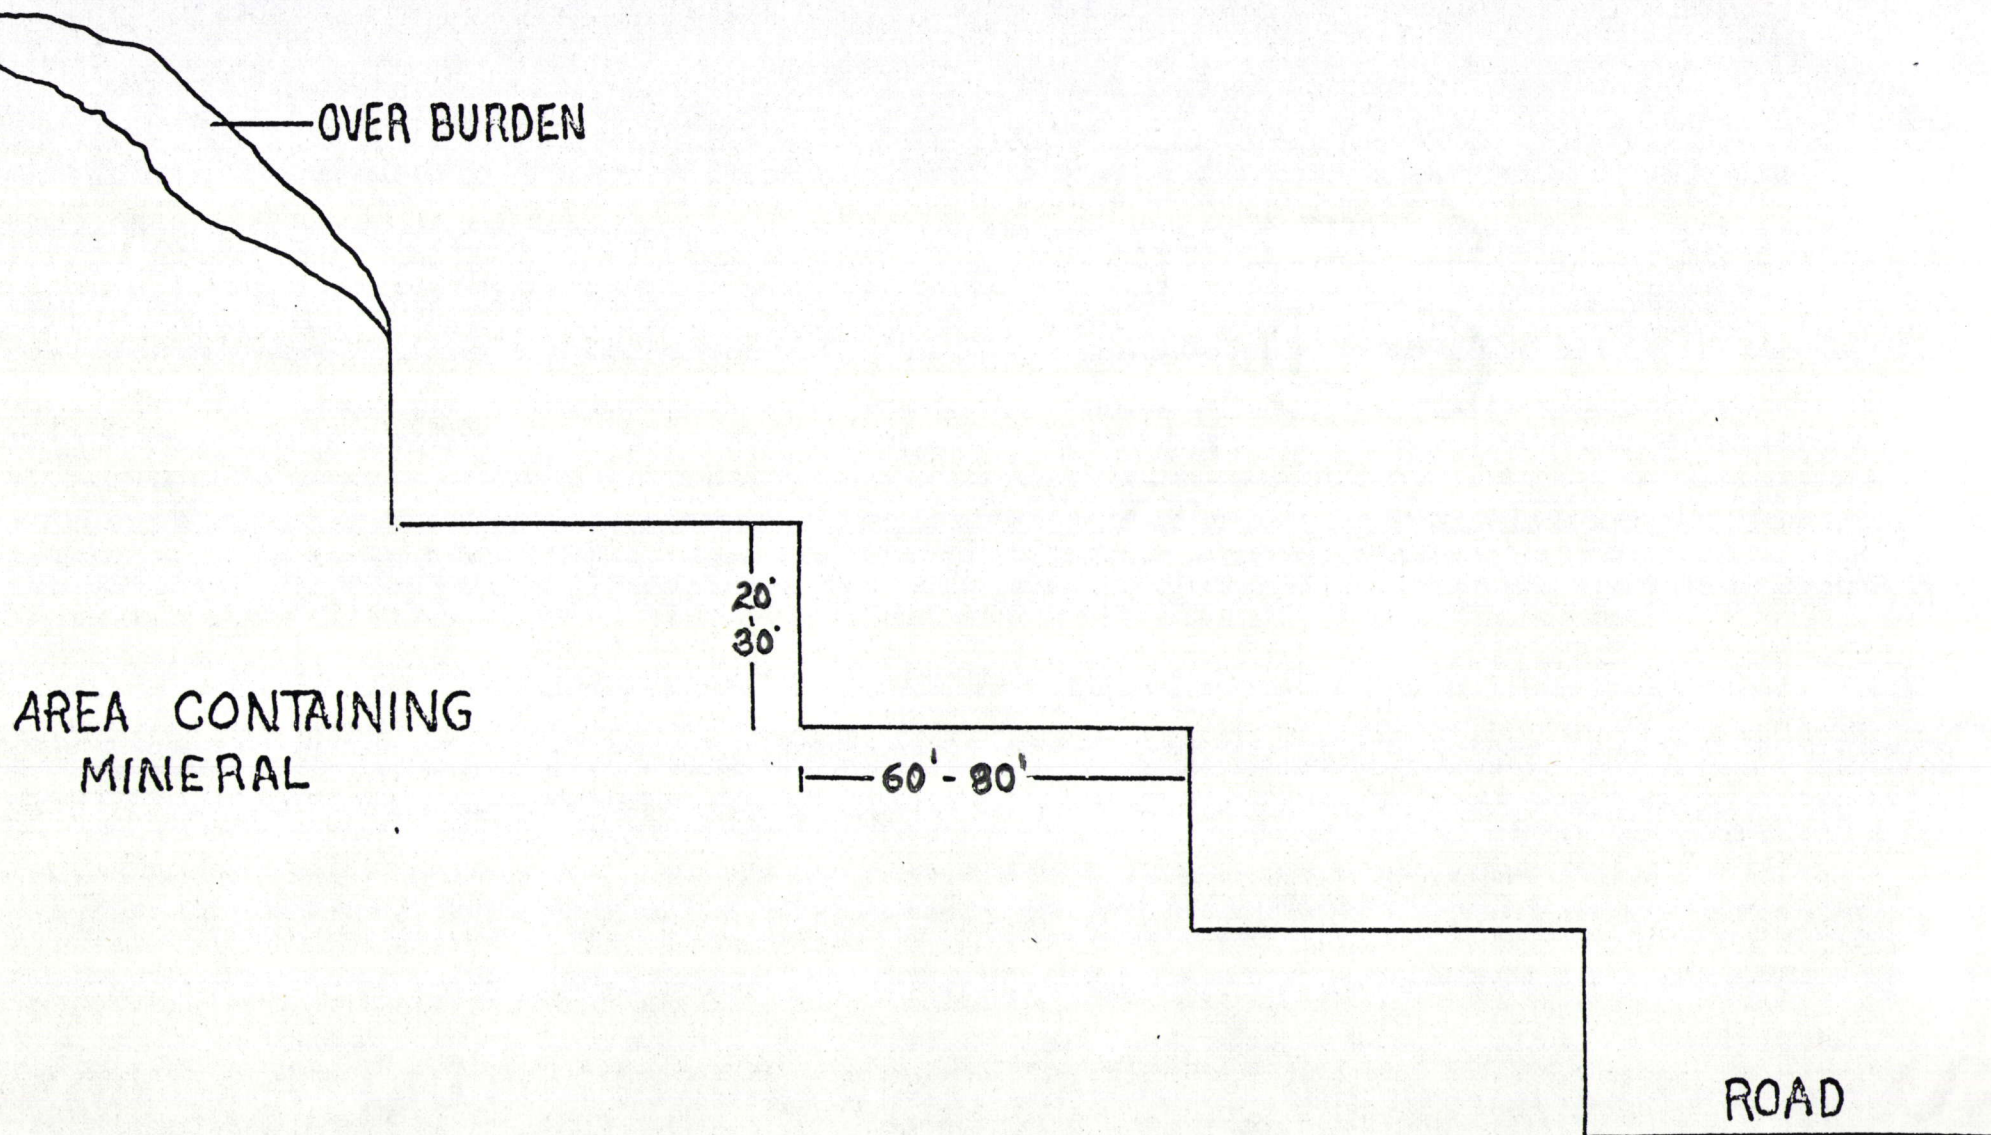 OVER BURDEN
20'
-
30'
AREA CONTAINING
MINERAL
60' - 80'
ROAD